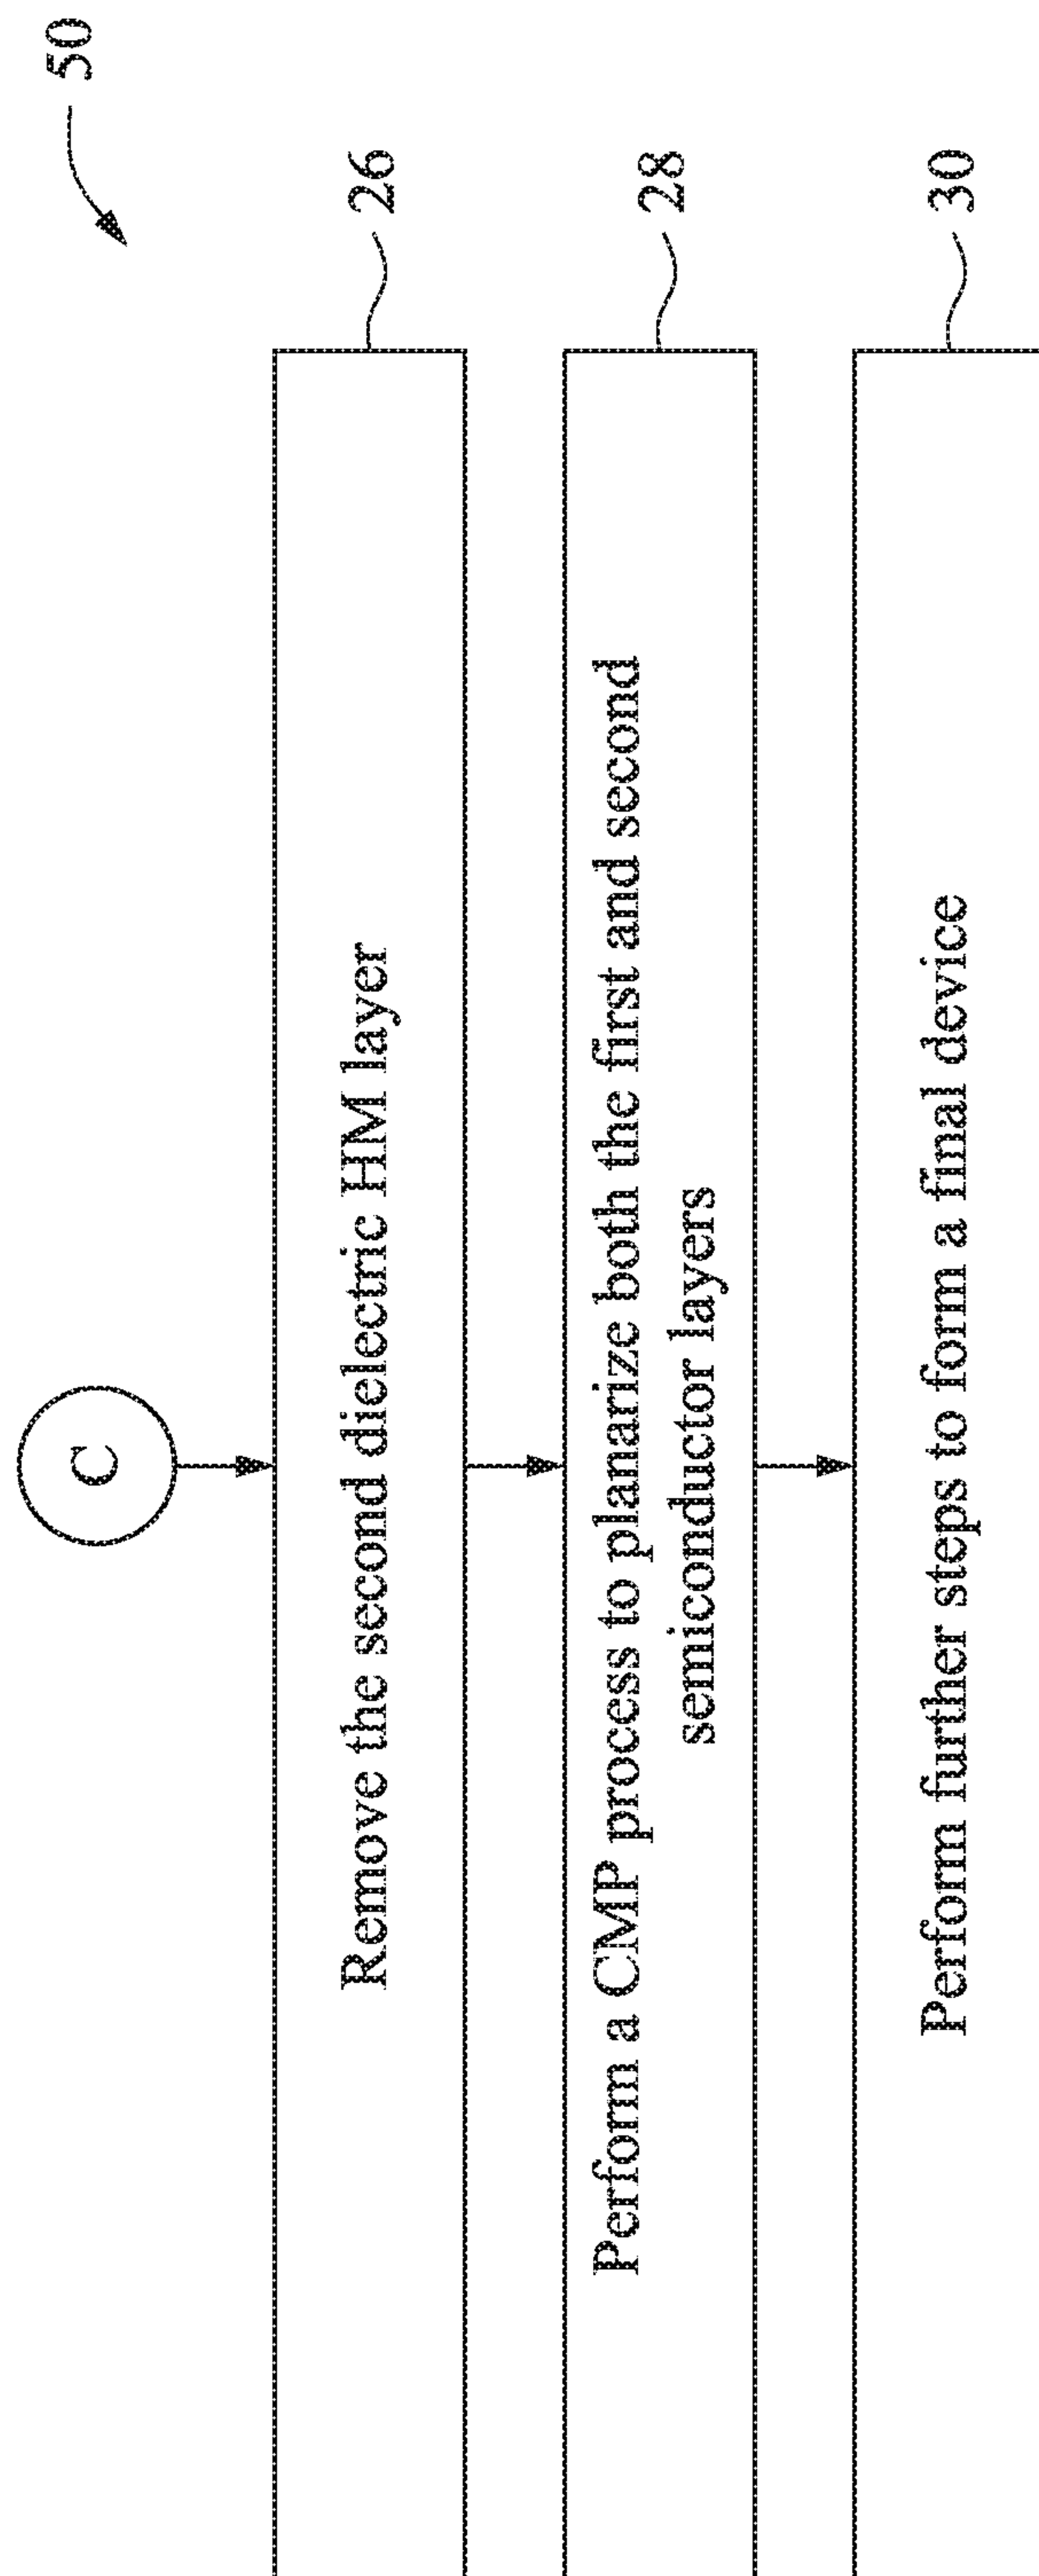 50
C
Remove the second dielectric HM layer
26
Perform a CMP process to planarize both the first and second
semiconductor layers
28
Perform further steps to form a final device
30